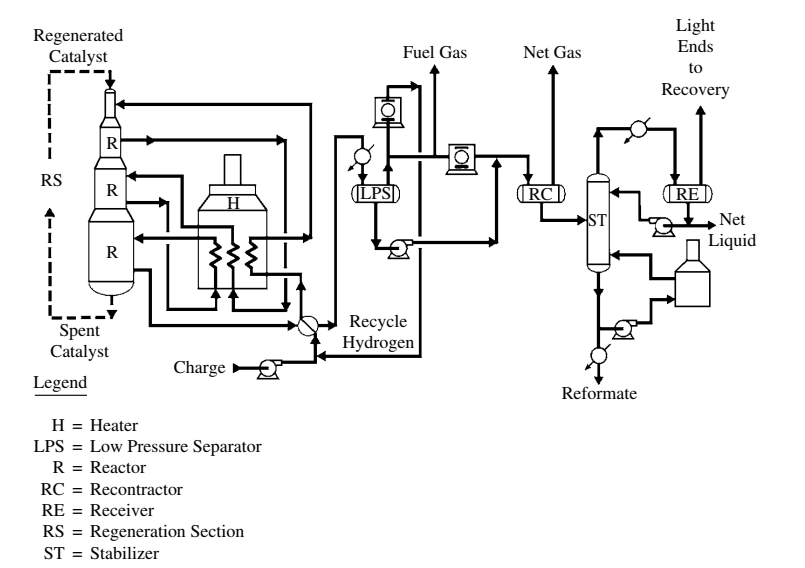 Regenerated
Catalyst
Fuel Gas
Net Gas
Light
Ends
to
Recovery
R
RS
R
H
LPS
RC
RE
R
ST
Net
Liquid
Spent
Catalyst
Recycle
Hydrogen
Charge
Reformate
Legend
H = Heater
LPS = Low Pressure Separator
R = Reactor
RC = Recontractor
RE = Receiver
RS = Regeneration Section
ST = Stabilizer